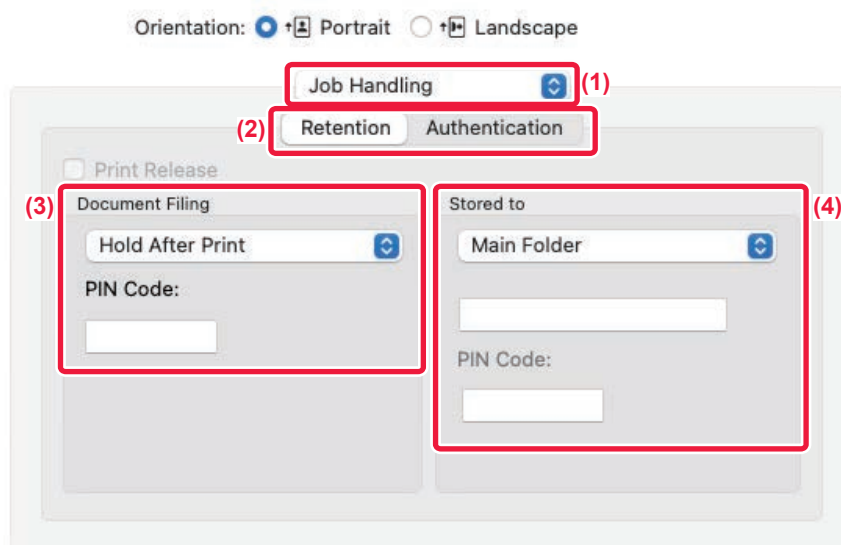 Orientation: Portrait Landscape
Job Handling (1)
(2) Retention Authentication
Print Release
(3) Document Filing Stored to (4)
Hold After Print Main Folder
PIN Code:
PIN Code: